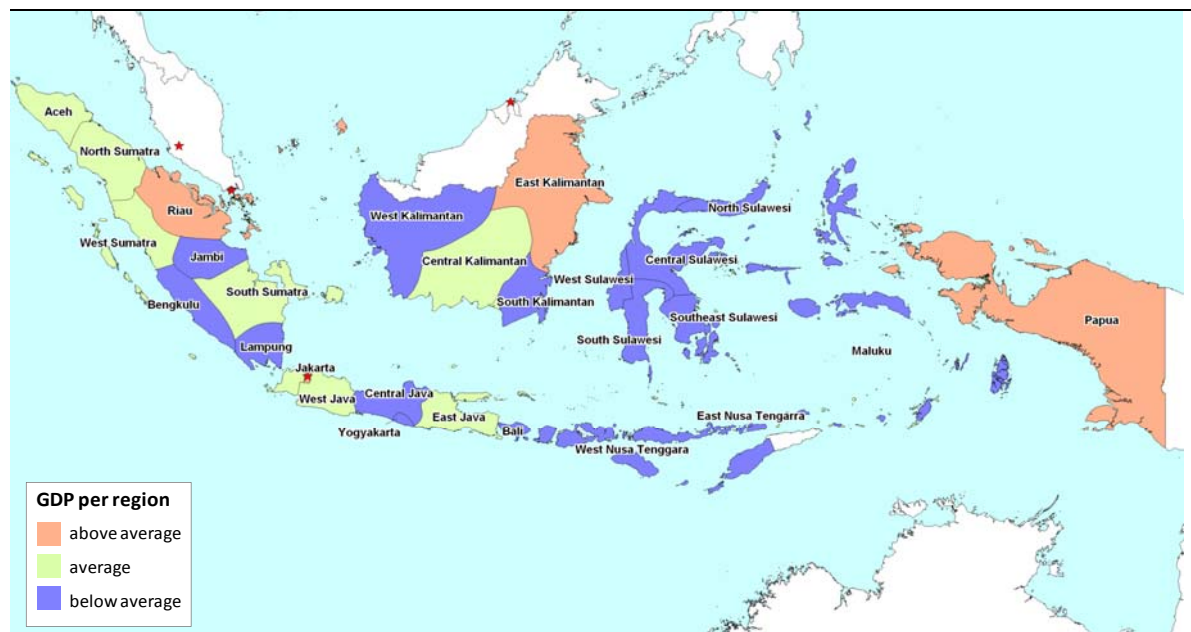 Aceh
North Sumatra
East Kalimantan
Riau
West Kalimantan
North Sulawesi
West Sumatra
Jambi
Central Kalimantan
Central Sulawesi
West Sulawesi
South Sumatra
Bengkulu
South Kalimantan
Southeast Sulawesi
Papua
South Sulawesi
Lampung
Maluku
Jakarta
Central Java
West Java
East Java
East Nusa Tengarra
Yogyakarta
Bali
West Nusa Tenggara
GDP per region
above average
average
below average